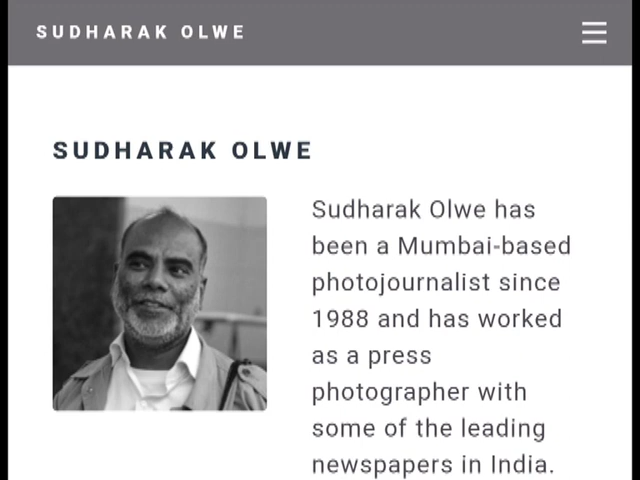 SUDHARAK OLWE
SUDHARAK OLWE
Sudharak Olwe has
been a Mumbai-based
photojournalist since
1988 and has worked
as a press
photographer with
some of the leading
newspapers in India.